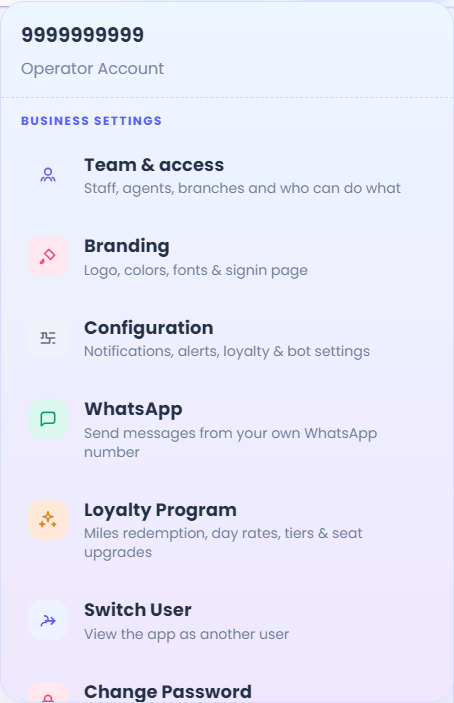 9999999999
Operator Account
BUSINESS SETTINGS
Team & access
Staff, agents, branches and who can do what
Branding
Logo, colors, fonts & signin page
Configuration
Notifications, alerts, loyalty & bot settings
WhatsApp
Send messages from your own WhatsApp
number
Loyalty Program
Miles redemption, day rates, tiers & seat
upgrades
Switch User
View the app as another user
Change Password